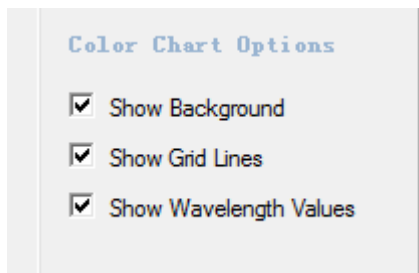 Color Chart Options
Show Background
Show Grid Lines
Show Wavelength Values